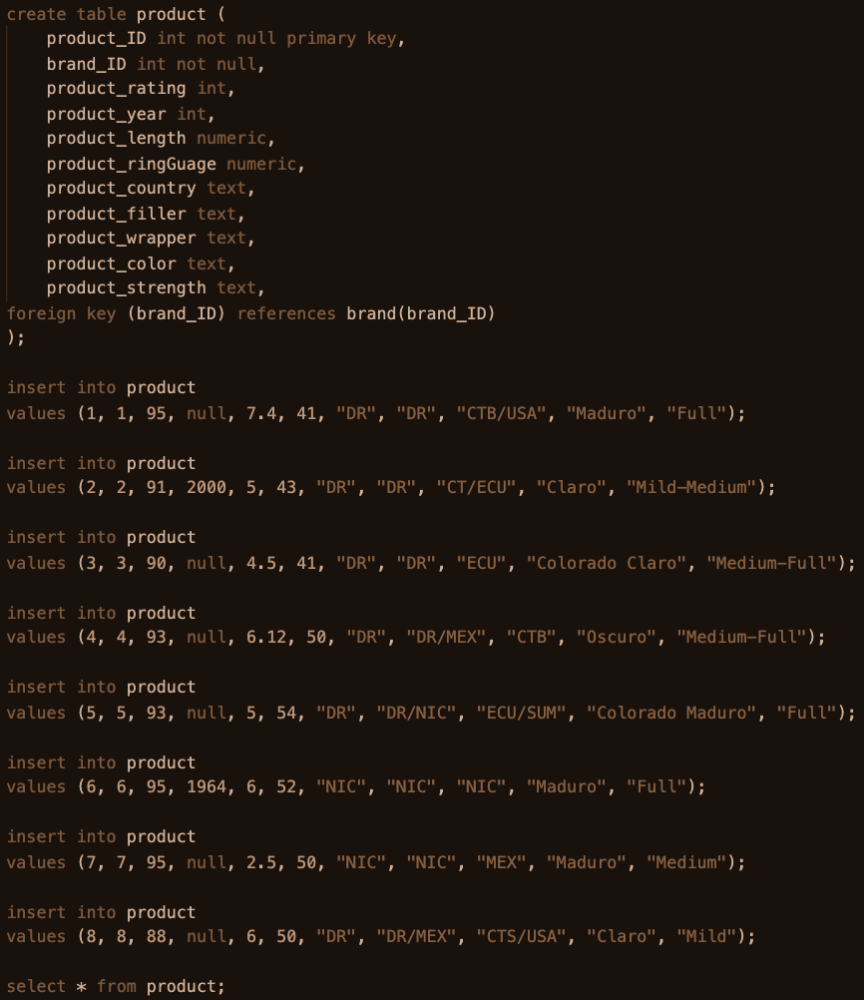 create table product (
    product_ID int not null primary key,
    brand_ID int not null,
    product_rating int,
    product_year int,
    product_length numeric,
    product_ringGuage numeric,
    product_country text,
    product_filler text,
    product_wrapper text,
    product_color text,
    product_strength text,
foreign key (brand_ID) references brand(brand_ID)
);

insert into product
values (1, 1, 95, null, 7.4, 41, "DR", "DR", "CTB/USA", "Maduro", "Full");

insert into product
values (2, 2, 91, 2000, 5, 43, "DR", "DR", "CT/ECU", "Claro", "Mild-Medium");

insert into product
values (3, 3, 90, null, 4.5, 41, "DR", "DR", "ECU", "Colorado Claro", "Medium-Full");

insert into product
values (4, 4, 93, null, 6.12, 50, "DR", "DR/MEX", "CTB", "Oscuro", "Medium-Full");

insert into product
values (5, 5, 93, null, 5, 54, "DR", "DR/NIC", "ECU/SUM", "Colorado Maduro", "Full");

insert into product
values (6, 6, 95, 1964, 6, 52, "NIC", "NIC", "NIC", "Maduro", "Full");

insert into product
values (7, 7, 95, null, 2.5, 50, "NIC", "NIC", "MEX", "Maduro", "Medium");

insert into product
values (8, 8, 88, null, 6, 50, "DR", "DR/MEX", "CTS/USA", "Claro", "Mild");

select * from product;